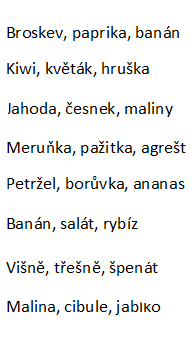 Broskev, paprika, banán
Kiwi, květák, hruška
Jahoda, česnek, maliny
Meruňka, pažitka, agrešt
Petržel, borůvka, ananas
Banán, salát, rybíz
Višně, třešně, špenát
Malina, cibule, jablko